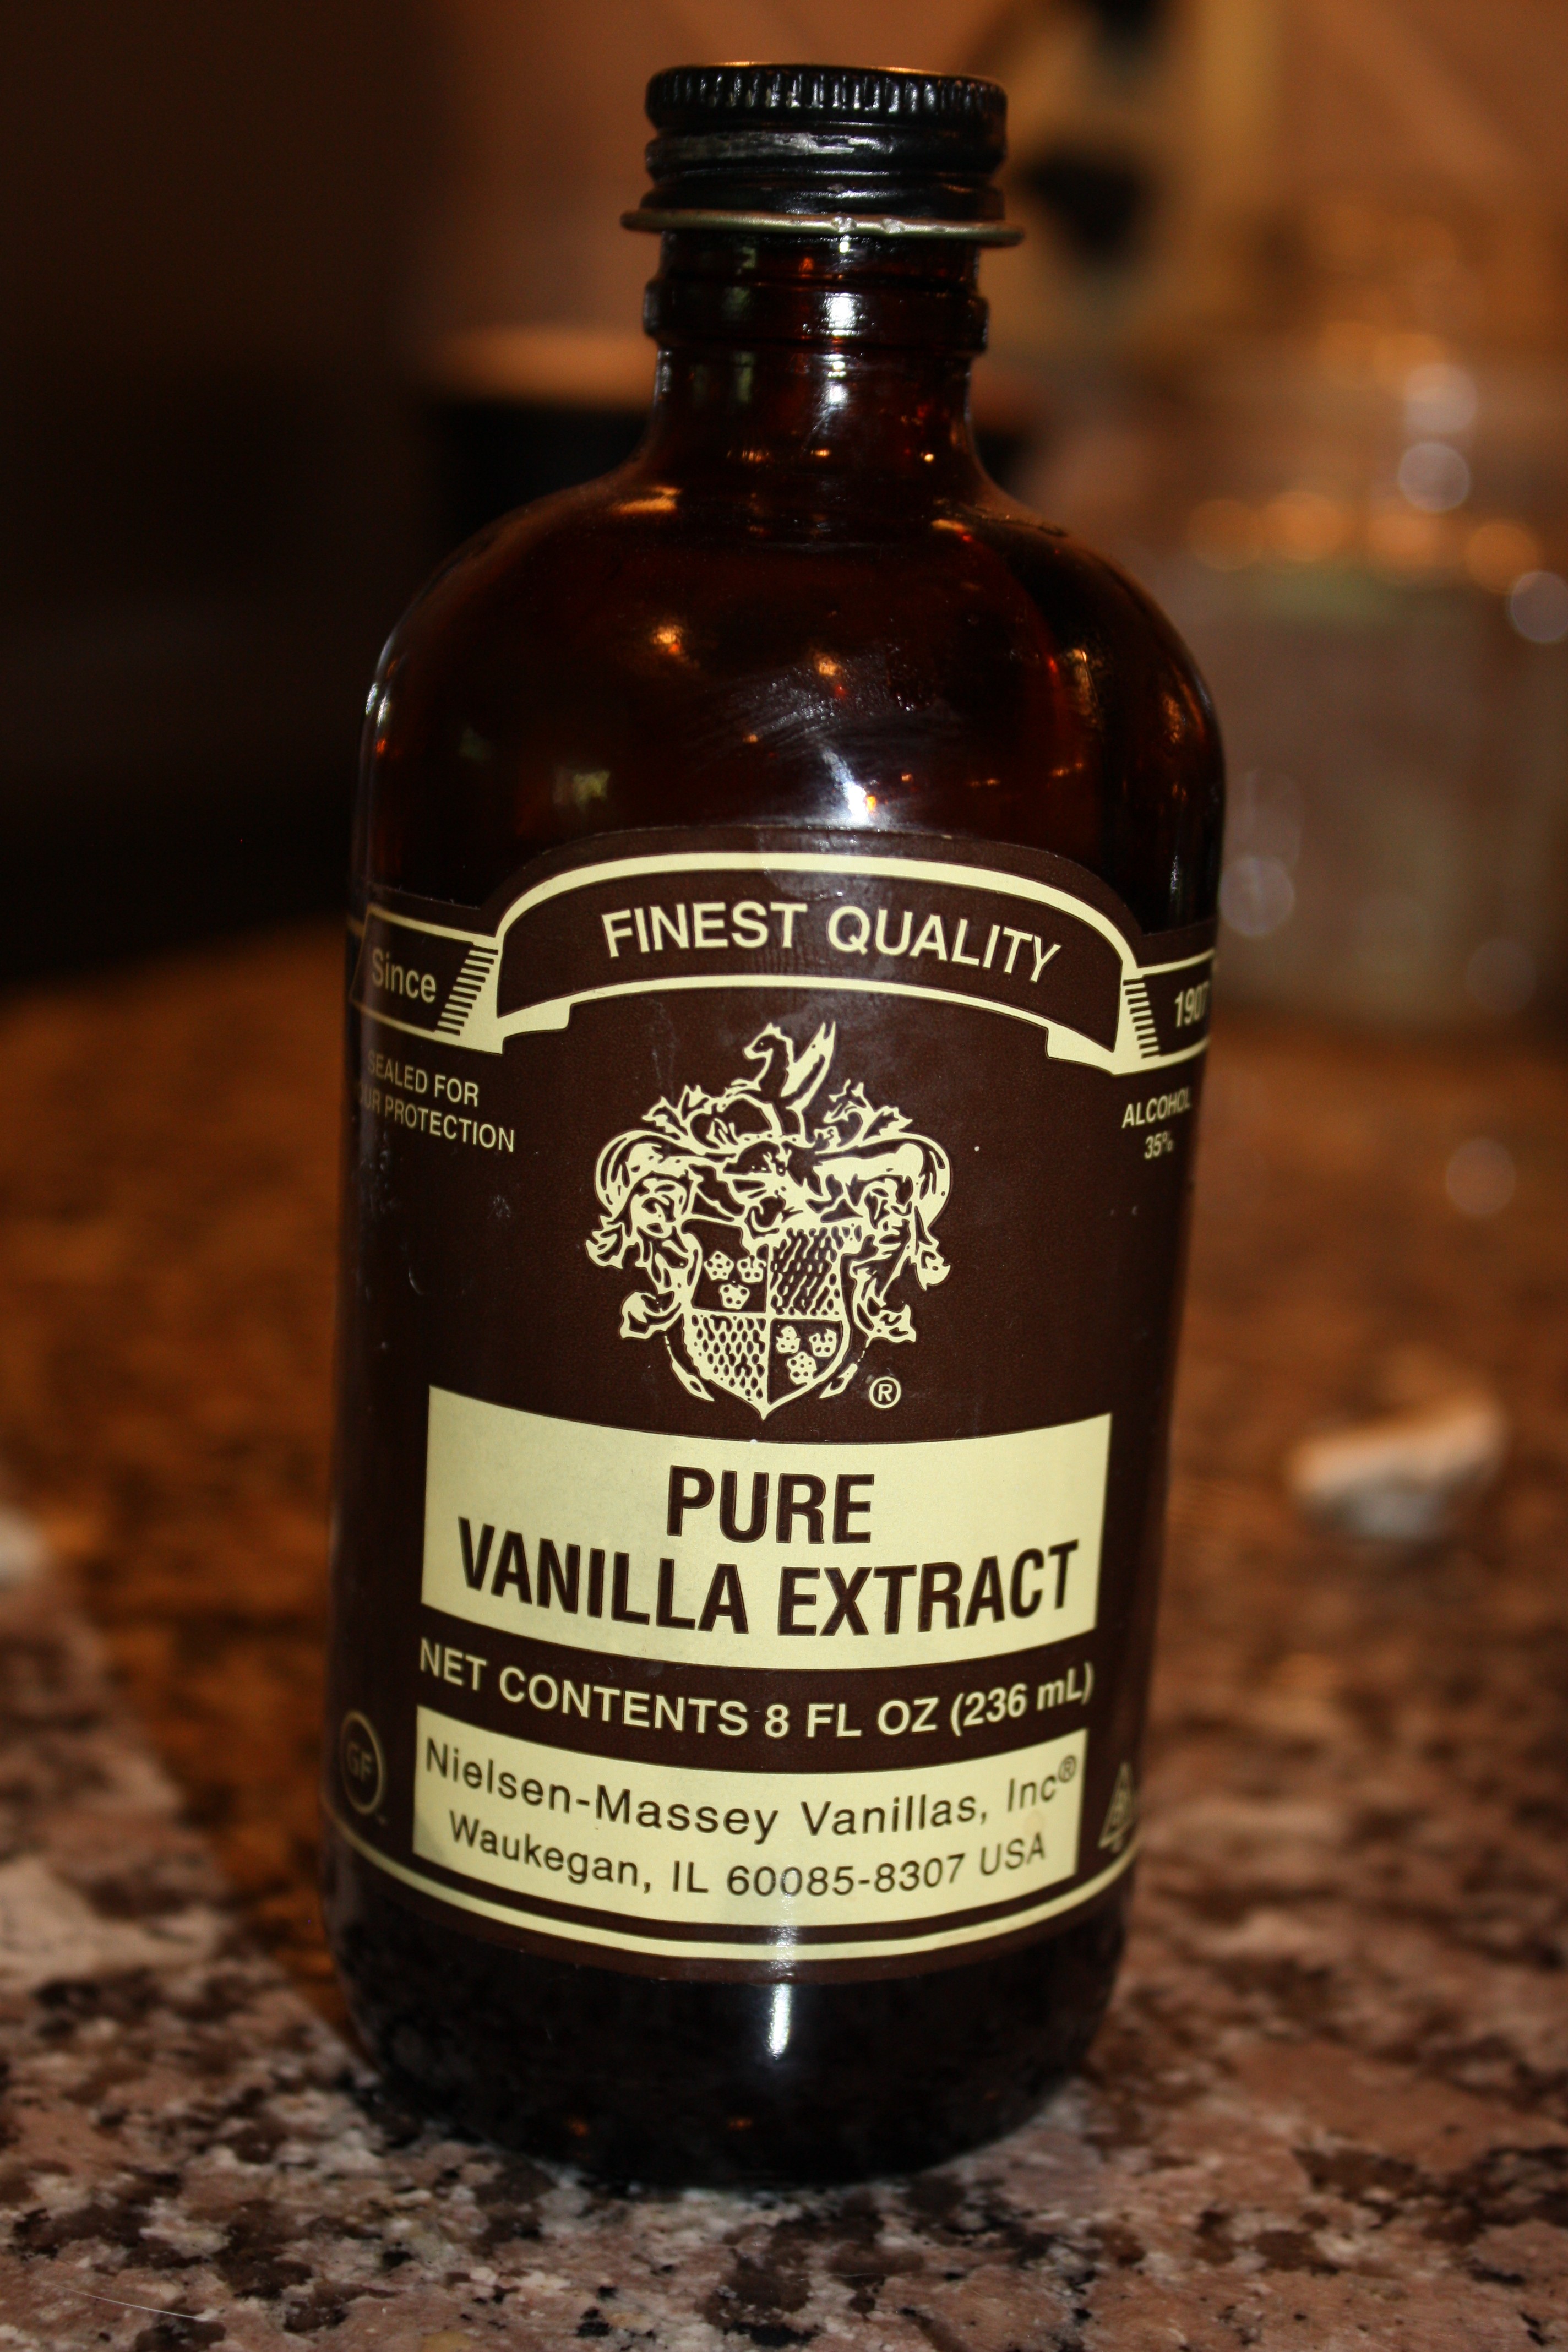 FINEST QUALITY
Since
1907
SEALED FOR
PROTECTION
ALCOHOL
35%
®
PURE
VANILLA EXTRACT
NET CONTENTS 8 FL OZ (236 mL)
Nielsen-Massey Vanillas, Inc®
Waukegan, IL 60085-8307 USA
GF